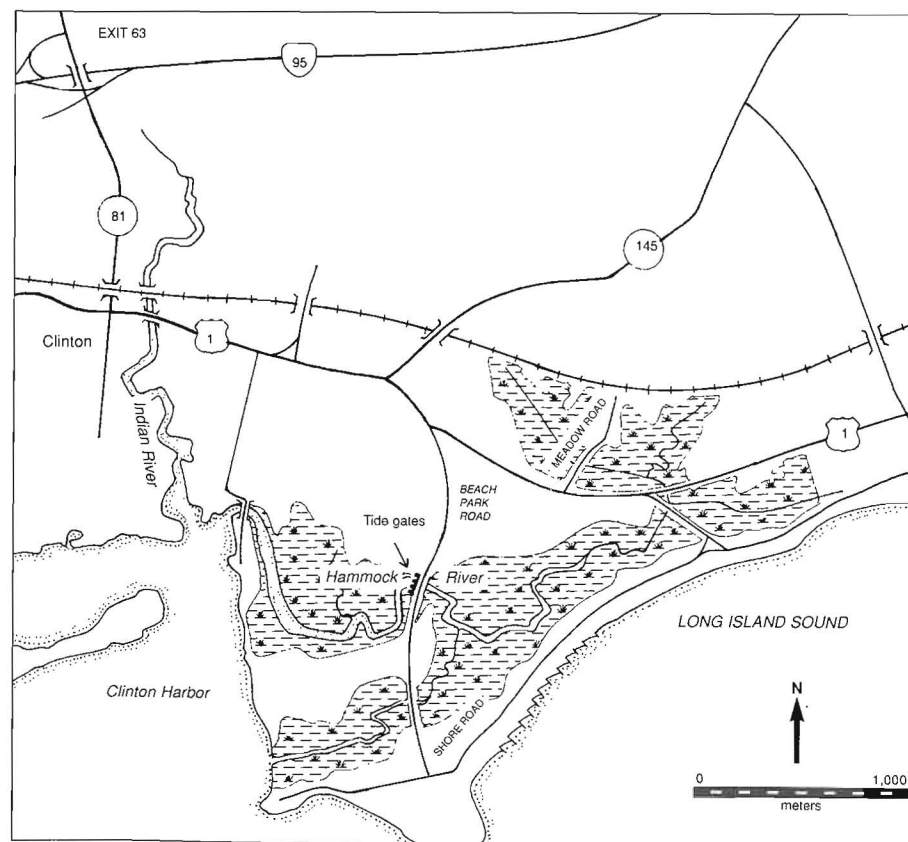 EXIT 63
95
81
145
Clinton
1
Indian River
MEADOW ROAD
1
BEACH
PARK
ROAD
Tide gates
Hammock River
LONG ISLAND SOUND
Clinton Harbor
SHORE ROAD
N
0 1,000
meters